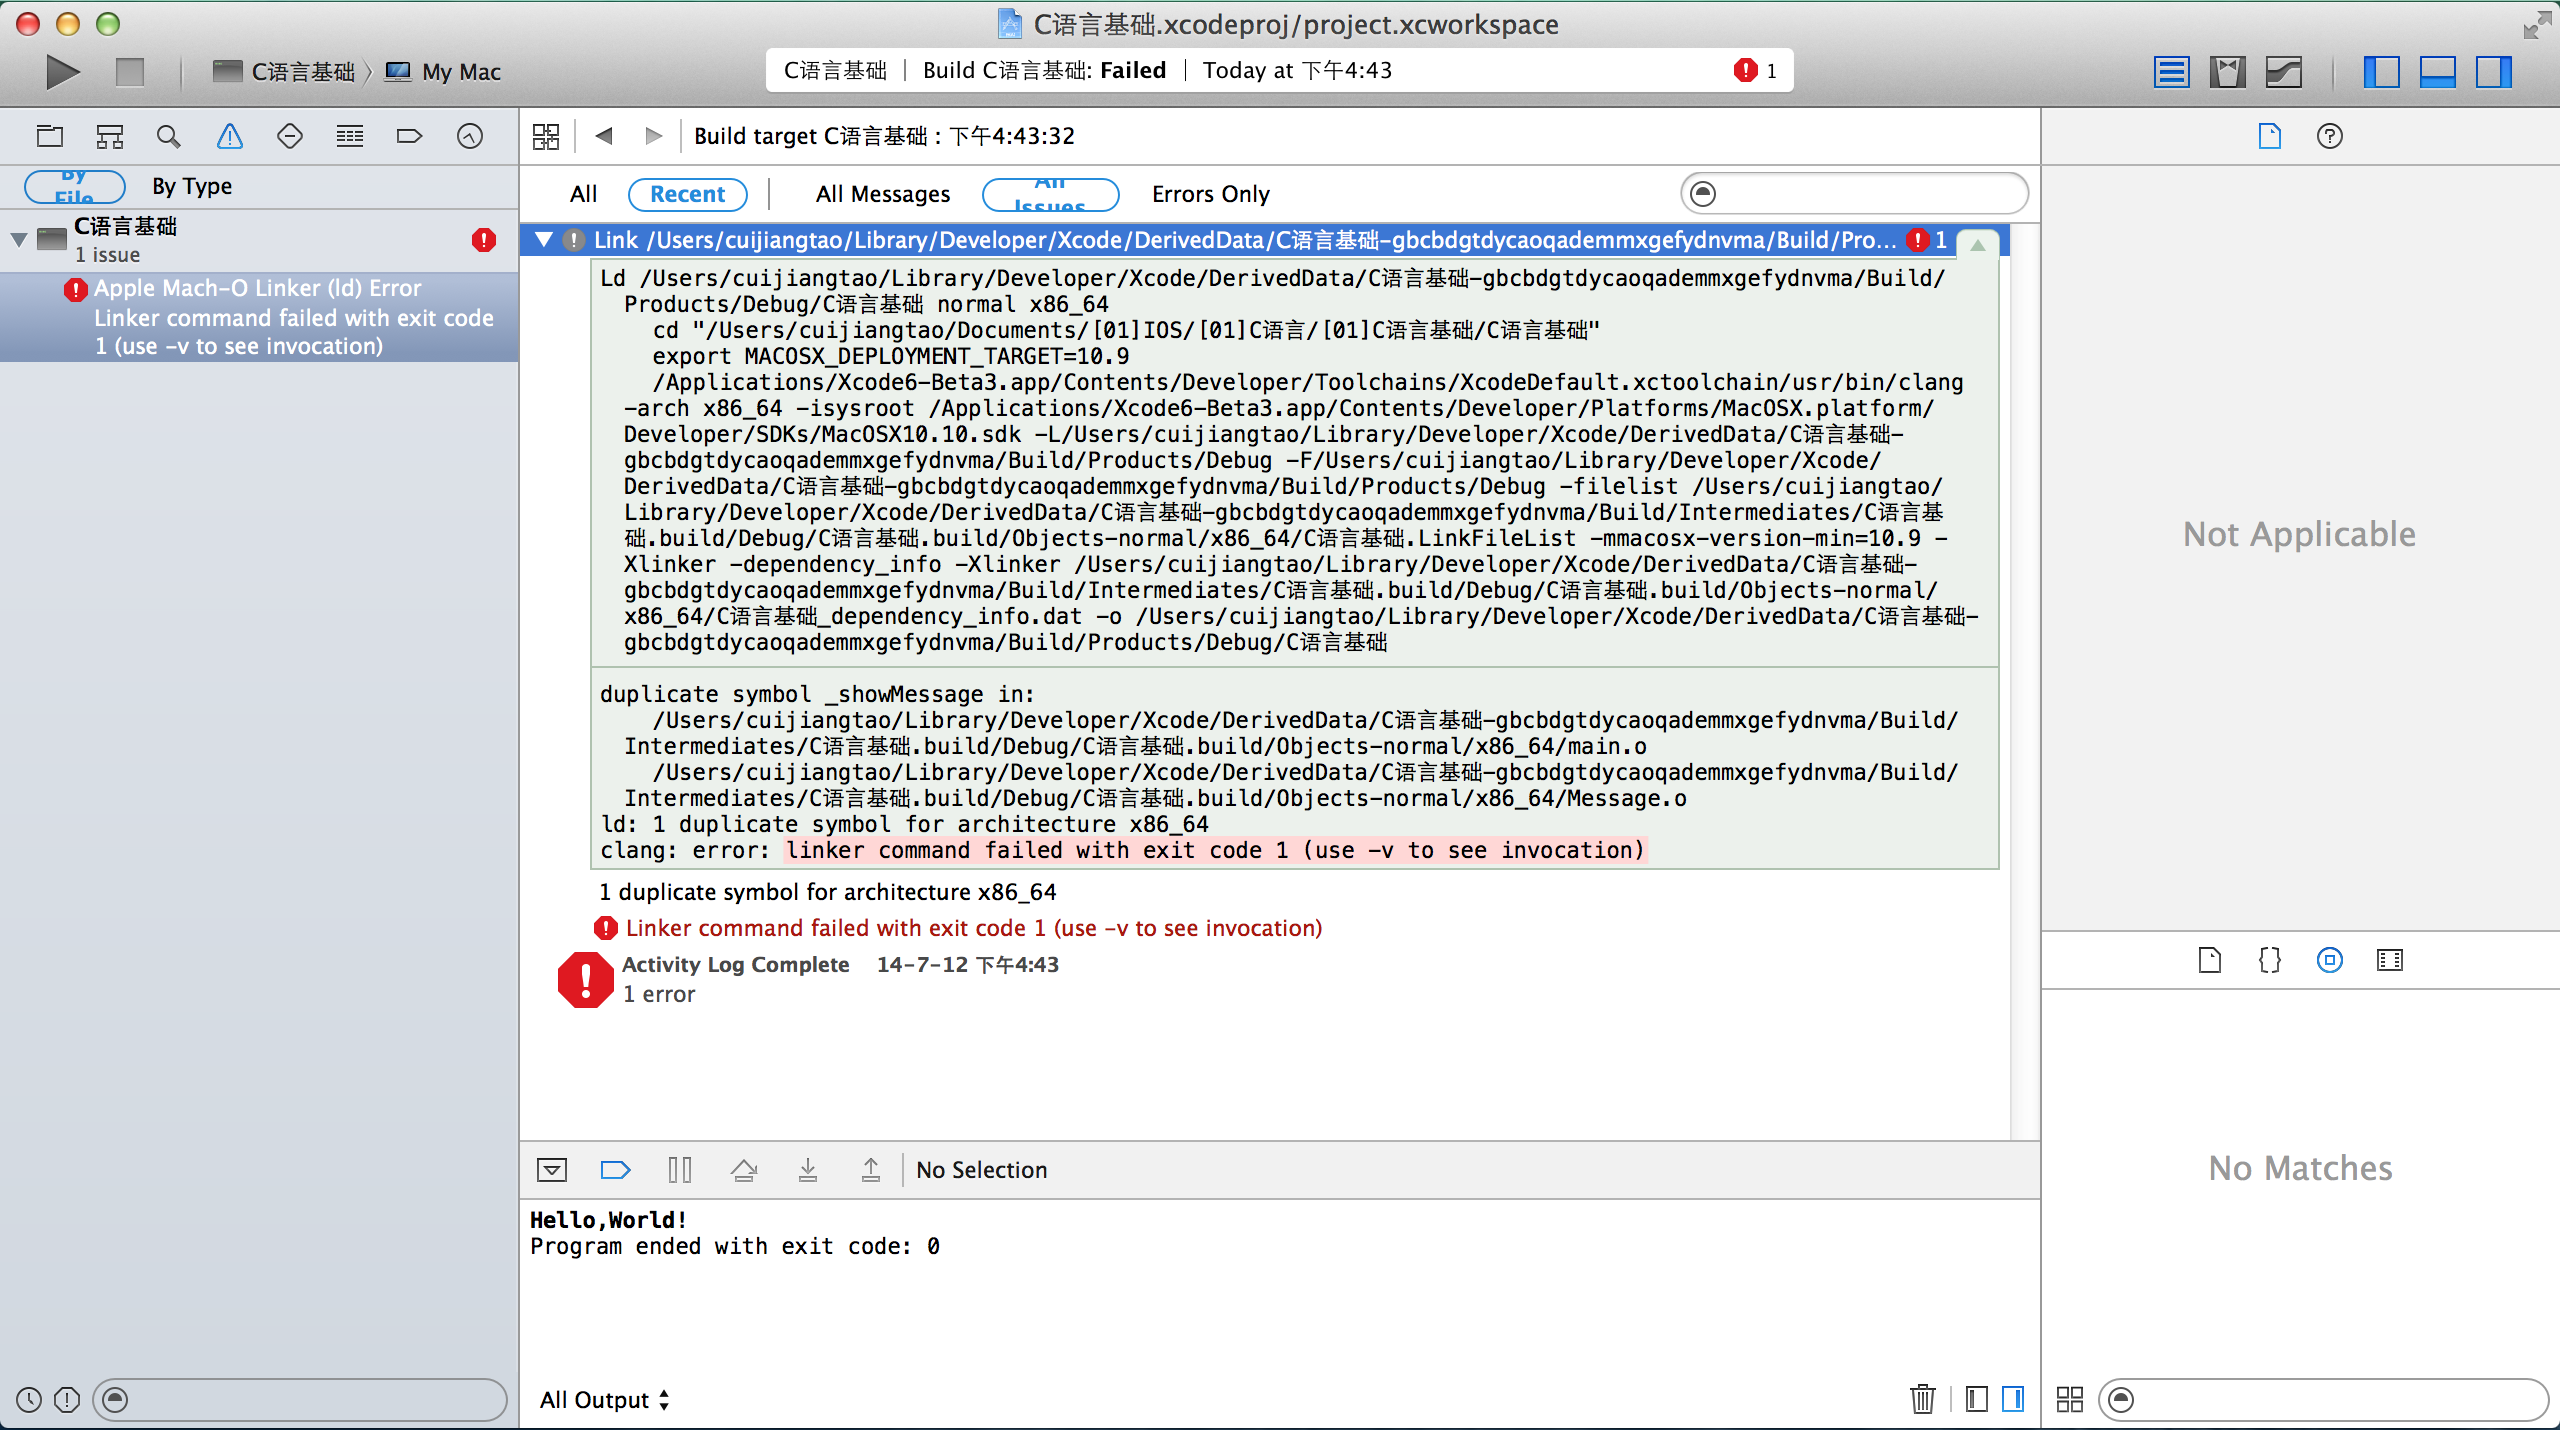 C语言基础.xcodeproj/project.xcworkspace
C语言基础 My Mac
C语言基础 | Build C语言基础: Failed | Today at 下午4:43
1
Build target C语言基础 : 下午4:43:32
By File
By Type
All
Recent
All Messages
All Issues
Errors Only
C语言基础
1 issue
Apple Mach-O Linker (ld) Error
Linker command failed with exit code
1 (use -v to see invocation)
Link /Users/cuijiangtao/Library/Developer/Xcode/DerivedData/C语言基础-gbcbdgtdycaoqademmxgefydnvma/Build/Pro... 1
Ld /Users/cuijiangtao/Library/Developer/Xcode/DerivedData/C语言基础-gbcbdgtdycaoqademmxgefydnvma/Build/
Products/Debug/C语言基础 normal x86_64
cd "/Users/cuijiangtao/Documents/[01]IOS/[01]C语言/[01]C语言基础/C语言基础"
export MACOSX_DEPLOYMENT_TARGET=10.9
/Applications/Xcode6-Beta3.app/Contents/Developer/Toolchains/XcodeDefault.xctoolchain/usr/bin/clang
-arch x86_64 -isysroot /Applications/Xcode6-Beta3.app/Contents/Developer/Platforms/MacOSX.platform/
Developer/SDKs/MacOSX10.10.sdk -L/Users/cuijiangtao/Library/Developer/Xcode/DerivedData/C语言基础-
gbcbdgtdycaoqademmxgefydnvma/Build/Products/Debug -F/Users/cuijiangtao/Library/Developer/Xcode/
DerivedData/C语言基础-gbcbdgtdycaoqademmxgefydnvma/Build/Products/Debug -filelist /Users/cuijiangtao/
Library/Developer/Xcode/DerivedData/C语言基础-gbcbdgtdycaoqademmxgefydnvma/Build/Intermediates/C语言基
础.build/Debug/C语言基础.build/Objects-normal/x86_64/C语言基础.LinkFileList -mmacosx-version-min=10.9 -
Xlinker -dependency_info -Xlinker /Users/cuijiangtao/Library/Developer/Xcode/DerivedData/C语言基础-
gbcbdgtdycaoqademmxgefydnvma/Build/Intermediates/C语言基础.build/Debug/C语言基础.build/Objects-normal/
x86_64/C语言基础_dependency_info.dat -o /Users/cuijiangtao/Library/Developer/Xcode/DerivedData/C语言基础-
gbcbdgtdycaoqademmxgefydnvma/Build/Products/Debug/C语言基础
duplicate symbol _showMessage in:
/Users/cuijiangtao/Library/Developer/Xcode/DerivedData/C语言基础-gbcbdgtdycaoqademmxgefydnvma/Build/
Intermediates/C语言基础.build/Debug/C语言基础.build/Objects-normal/x86_64/main.o
/Users/cuijiangtao/Library/Developer/Xcode/DerivedData/C语言基础-gbcbdgtdycaoqademmxgefydnvma/Build/
Intermediates/C语言基础.build/Debug/C语言基础.build/Objects-normal/x86_64/Message.o
ld: 1 duplicate symbol for architecture x86_64
clang: error: linker command failed with exit code 1 (use -v to see invocation)
1 duplicate symbol for architecture x86_64
Linker command failed with exit code 1 (use -v to see invocation)
Activity Log Complete 14-7-12 下午4:43
1 error
Not Applicable
No Selection
Hello,World!
Program ended with exit code: 0
No Matches
All Output